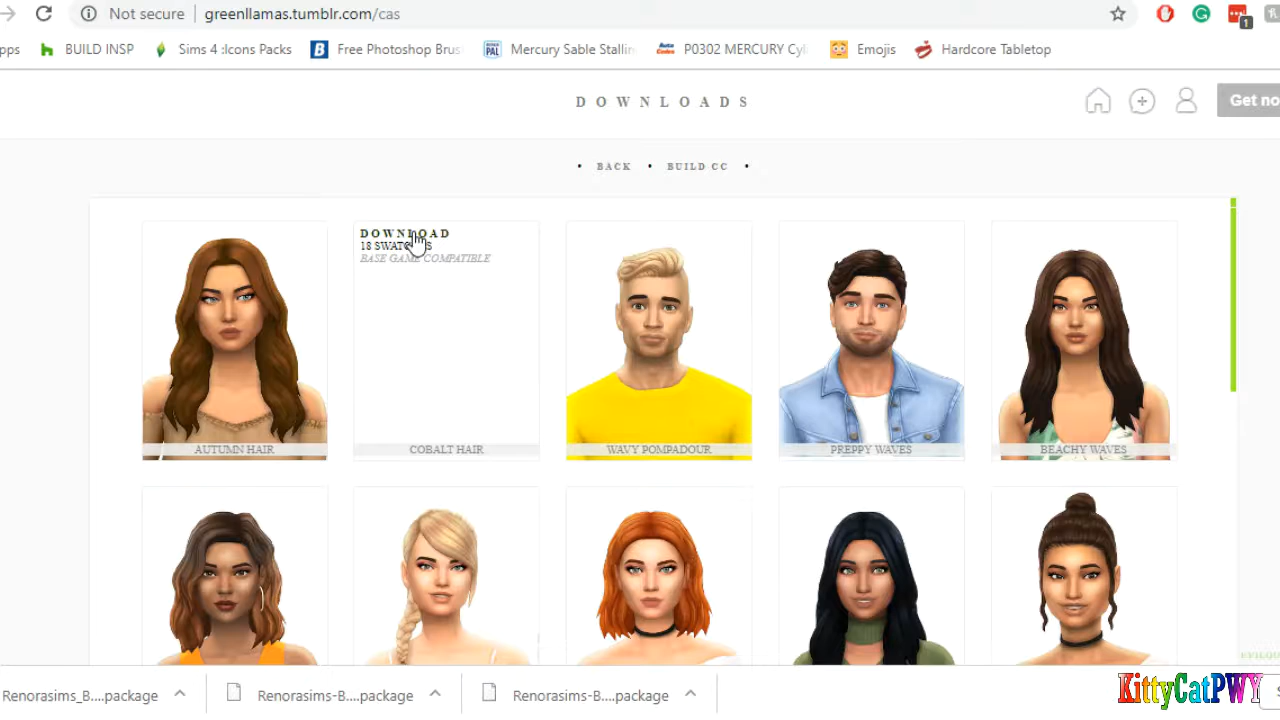 Not secure greenllamas.tumblr.com/cas
1
pps BUILD INSP Sims 4 :Icons Packs Free Photoshop Brus Mercury Sable Stallin P0302 MERCURY Cyl Emojis Hardcore Tabletop
DOWNLOADS
Get no
• BACK • BUILD CC •
DOWNLOAD
18 SWATCHES
BASE GAME COMPATIBLE
AUTUMN HAIR COBALT HAIR WAVY POMPADOUR PREPPY WAVES BEACHY WAVES
Renorasims_B....package Renorasims-B....package Renorasims-B....package
KittyCatPWY